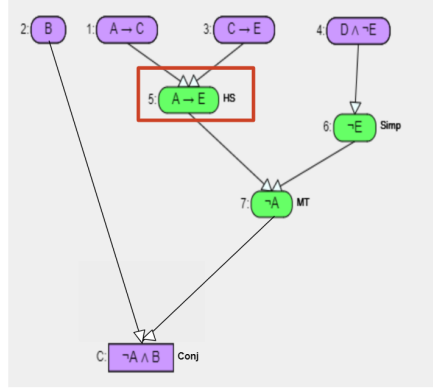 2: B 1: A → C 3: C → E 4: D ∧ ¬E
5: A → E HS
6: ¬E Simp
7: ¬A MT
C: ¬A ∧ B Conj